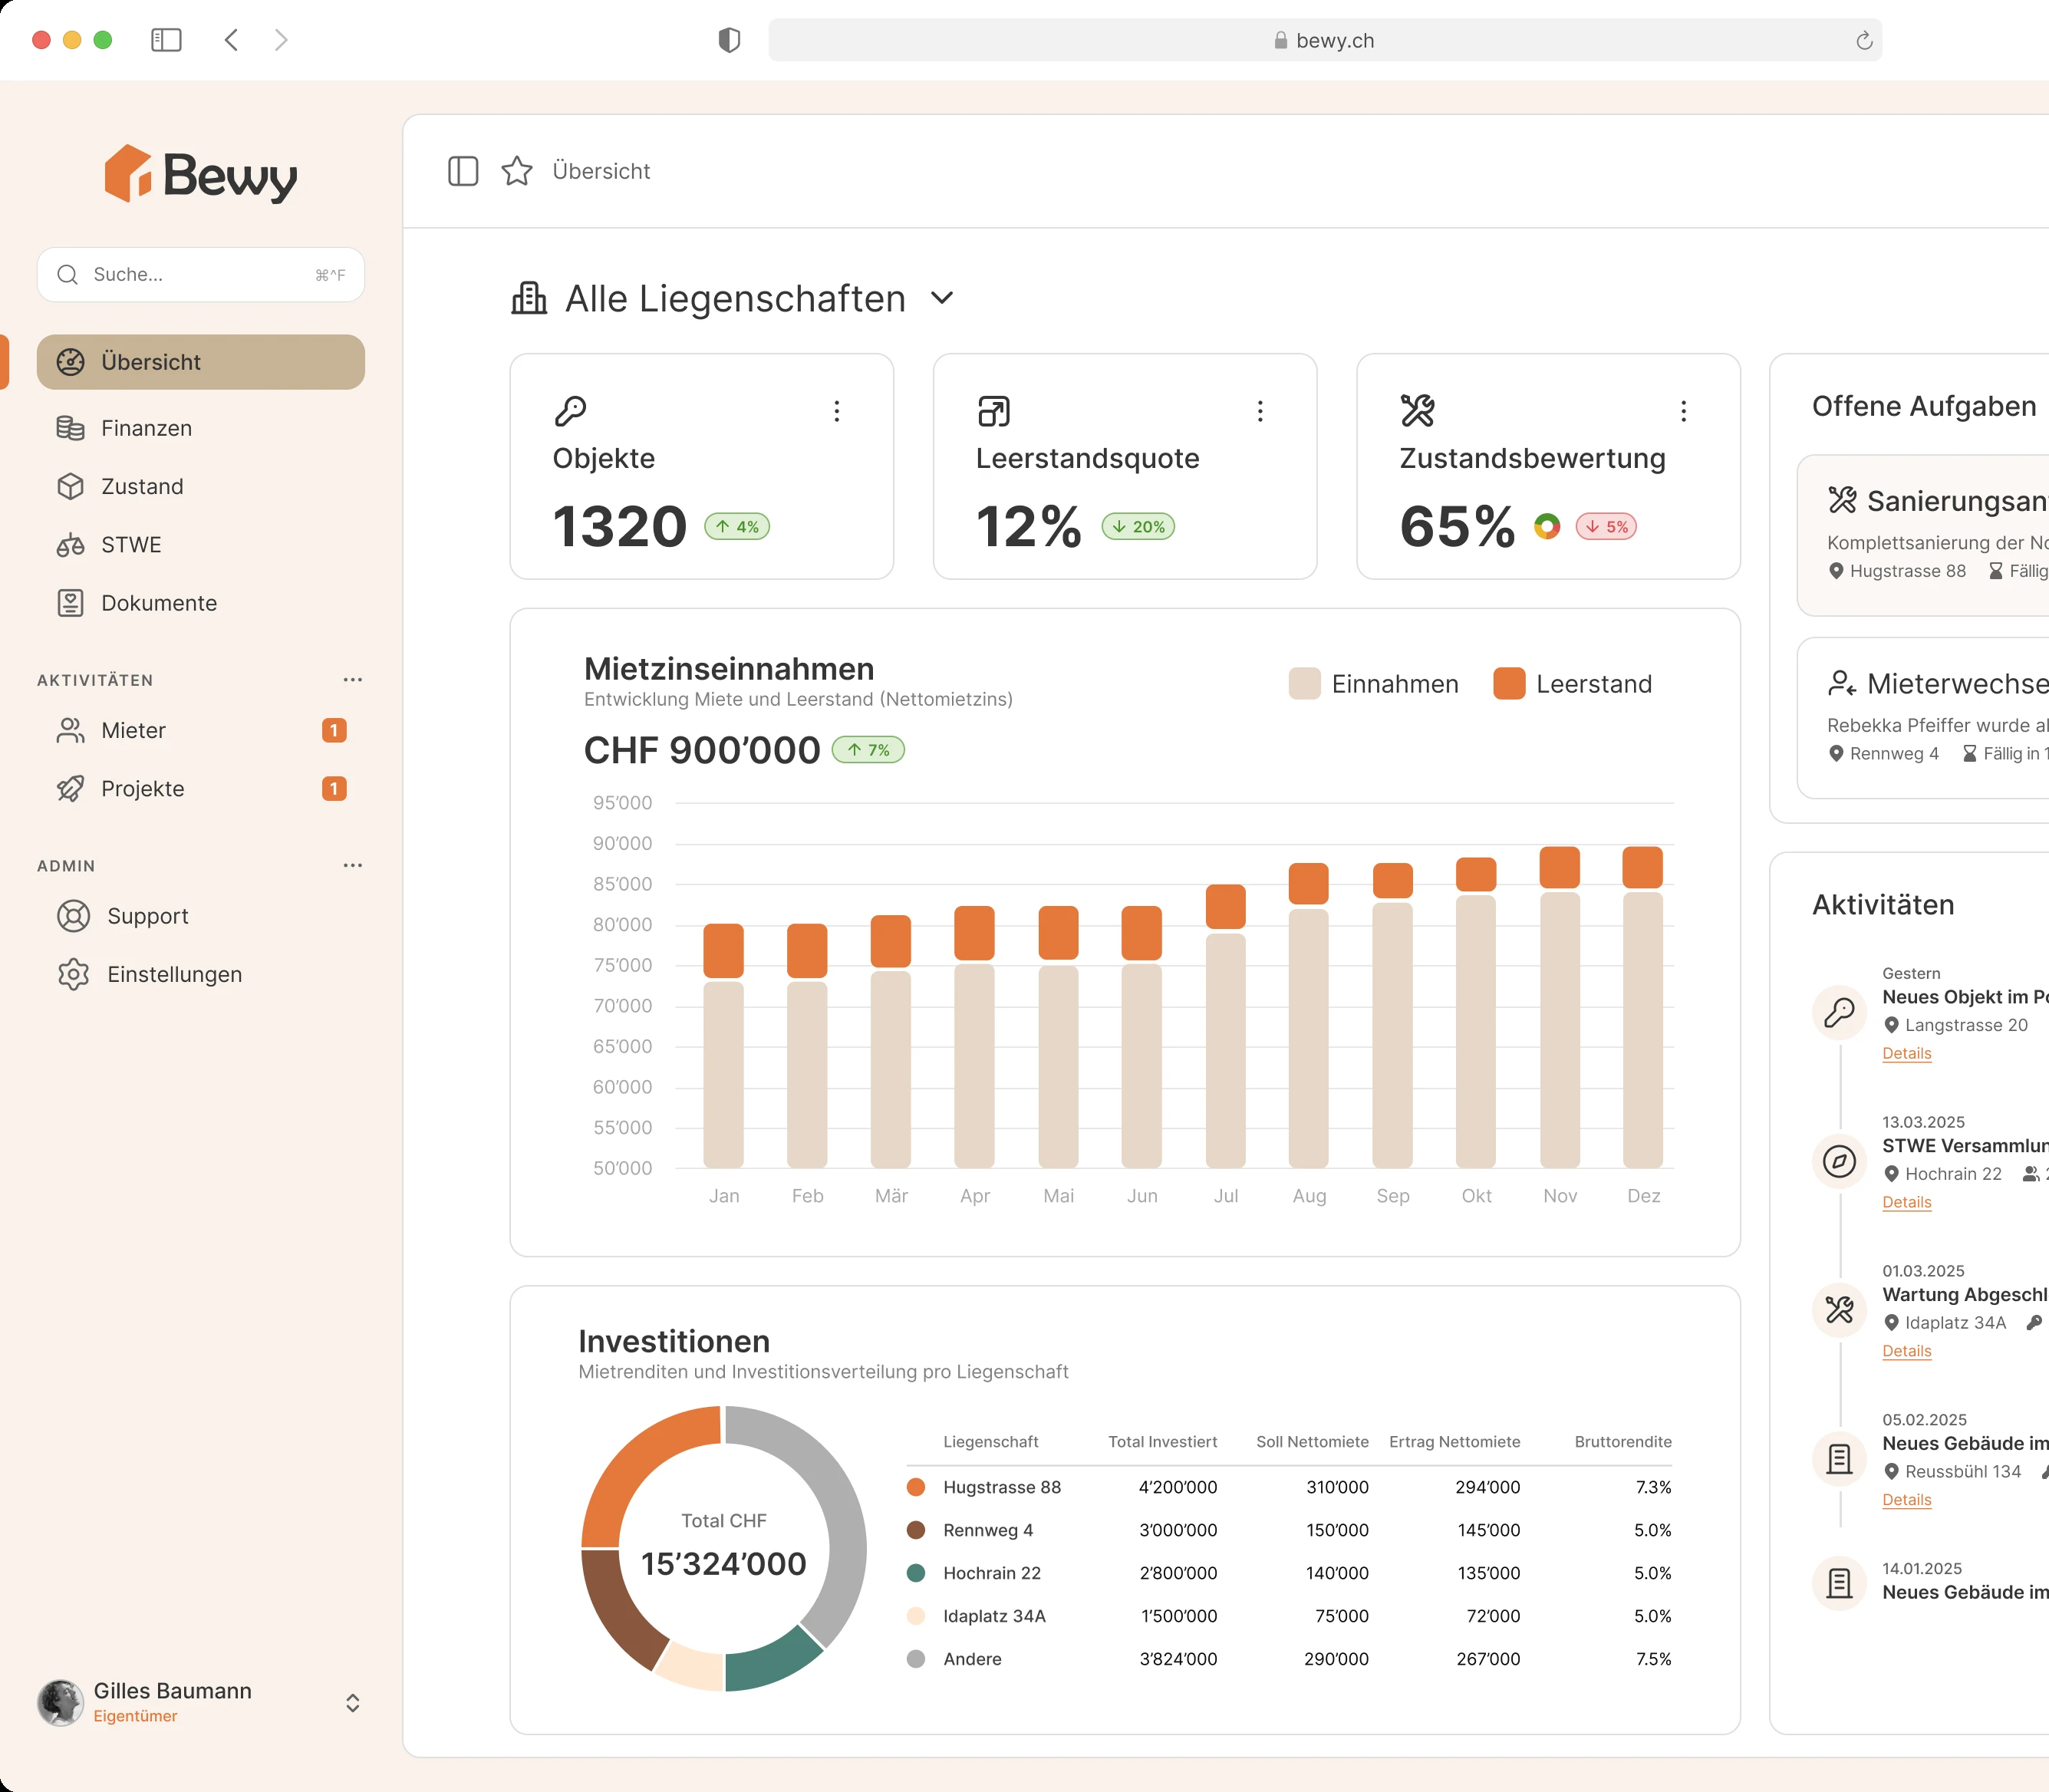 bewy.ch
Bewy
Suche...
⌘^F
Übersicht
Finanzen
Zustand
STWE
Dokumente
AKTIVITÄTEN
Mieter 1
Projekte 1
ADMIN
Support
Einstellungen
Gilles Baumann
Eigentümer
Übersicht
Alle Liegenschaften
Objekte
1320 ↑ 4%
Leerstandsquote
12% ↓ 20%
Zustandsbewertung
65% ↓ 5%
Mietzinseinnahmen
Entwicklung Miete und Leerstand (Nettomietzins)
CHF 900’000 ↑ 7%
Einnahmen Leerstand
95’000
90’000
85’000
80’000
75’000
70’000
65’000
60’000
55’000
50’000
Jan Feb Mär Apr Mai Jun Jul Aug Sep Okt Nov Dez
Investitionen
Mietrenditen und Investitionsverteilung pro Liegenschaft
Total CHF
15’324’000
Liegenschaft Total Investiert Soll Nettomiete Ertrag Nettomiete Bruttorendite
Hugstrasse 88 4’200’000 310’000 294’000 7.3%
Rennweg 4 3’000’000 150’000 145’000 5.0%
Hochrain 22 2’800’000 140’000 135’000 5.0%
Idaplatz 34A 1’500’000 75’000 72’000 5.0%
Andere 3’824’000 290’000 267’000 7.5%
Offene Aufgaben
Sanierungsan
Komplettsanierung der
Hugstrasse 88 Fällig
Mieterwechse
Rebekka Pfeiffer wurde
Rennweg 4 Fällig in 1
Aktivitäten
Gestern
Neues Objekt im
Langstrasse 20
Details
13.03.2025
STWE Versammlun
Hochrain 22
Details
01.03.2025
Wartung Abgeschl
Idaplatz 34A
Details
05.02.2025
Neues Gebäude im
Reussbühl 134
Details
14.01.2025
Neues Gebäude im